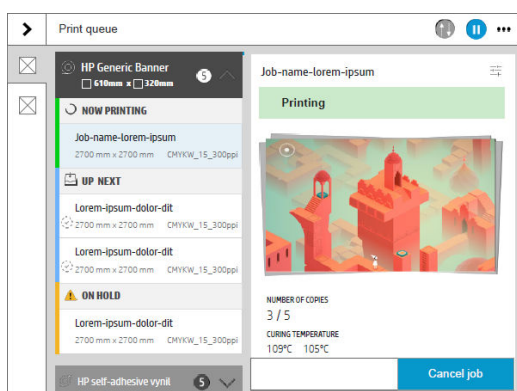 Print queue
HP Generic Banner
610mm x 320mm
5
NOW PRINTING
Job-name-lorem-ipsum
2700 mm x 2700 mm CMYKW_15_300ppi
UP NEXT
Lorem-ipsum-dolor-dit
2700 mm x 2700 mm CMYKW_15_300ppi
Lorem-ipsum-dolor-dit
2700 mm x 2700 mm CMYKW_15_300ppi
ON HOLD
Lorem-ipsum-dolor-dit
2700 mm x 2700 mm CMYKW_15_300ppi
HP self-adhesive vynil
5
Job-name-lorem-ipsum
Printing
NUMBER OF COPIES
3 / 5
CURING TEMPERATURE
109°C 105°C
Cancel job